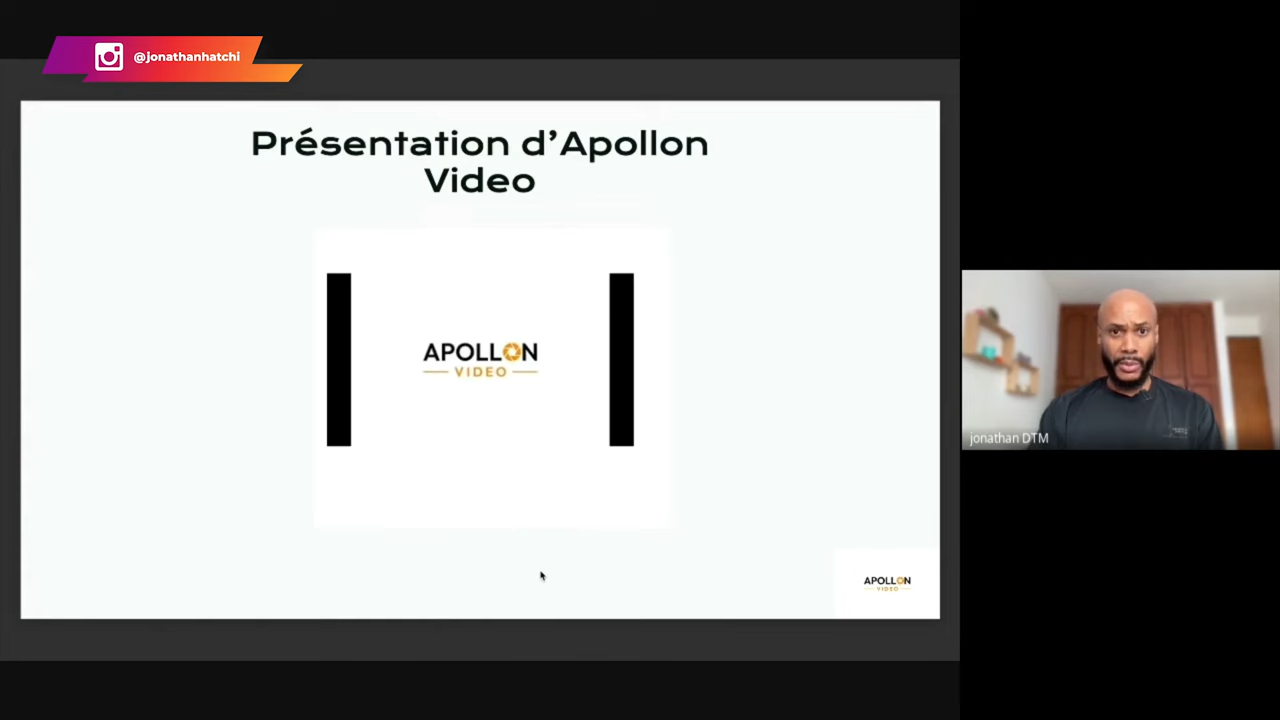 @jonathanhatchi
Présentation d’Apollon
Video
APOLLON
VIDEO
jonathan DTM
APOLLON
VIDEO